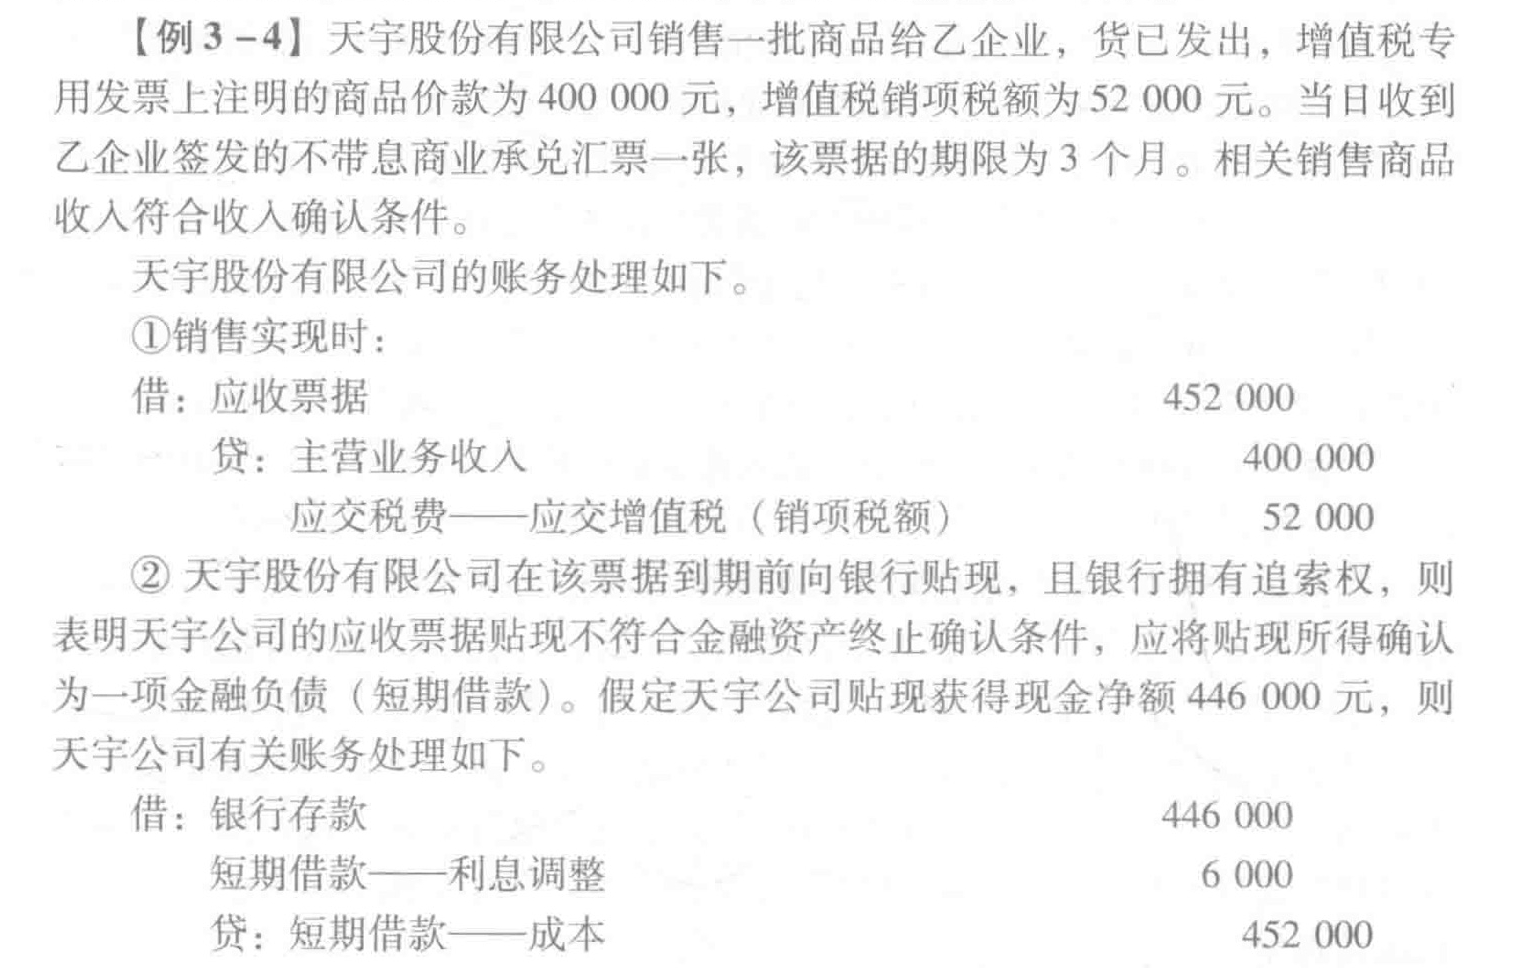 【例3-4】天宇股份有限公司销售一批商品给乙企业，货已发出，增值税专
用发票上注明的商品价款为400 000 元，增值税销项税额为52 000 元。当日收到
乙企业签发的不带息商业承兑汇票一张，该票据的期限为3 个月。相关销售商品
收入符合收入确认条件。
天宇股份有限公司的账务处理如下。
①销售实现时：
借：应收票据 452 000
贷：主营业务收入 400 000
应交税费——应交增值税（销项税额） 52 000
② 天宇股份有限公司在该票据到期前向银行贴现，且银行拥有追索权，则
表明天宇公司的应收票据贴现不符合金融资产终止确认条件，应将贴现所得确认
为一项金融负债（短期借款）。假定天宇公司贴现获得现金净额446 000 元，则
天宇公司有关账务处理如下。
借：银行存款 446 000
短期借款——利息调整 6 000
贷：短期借款——成本 452 000